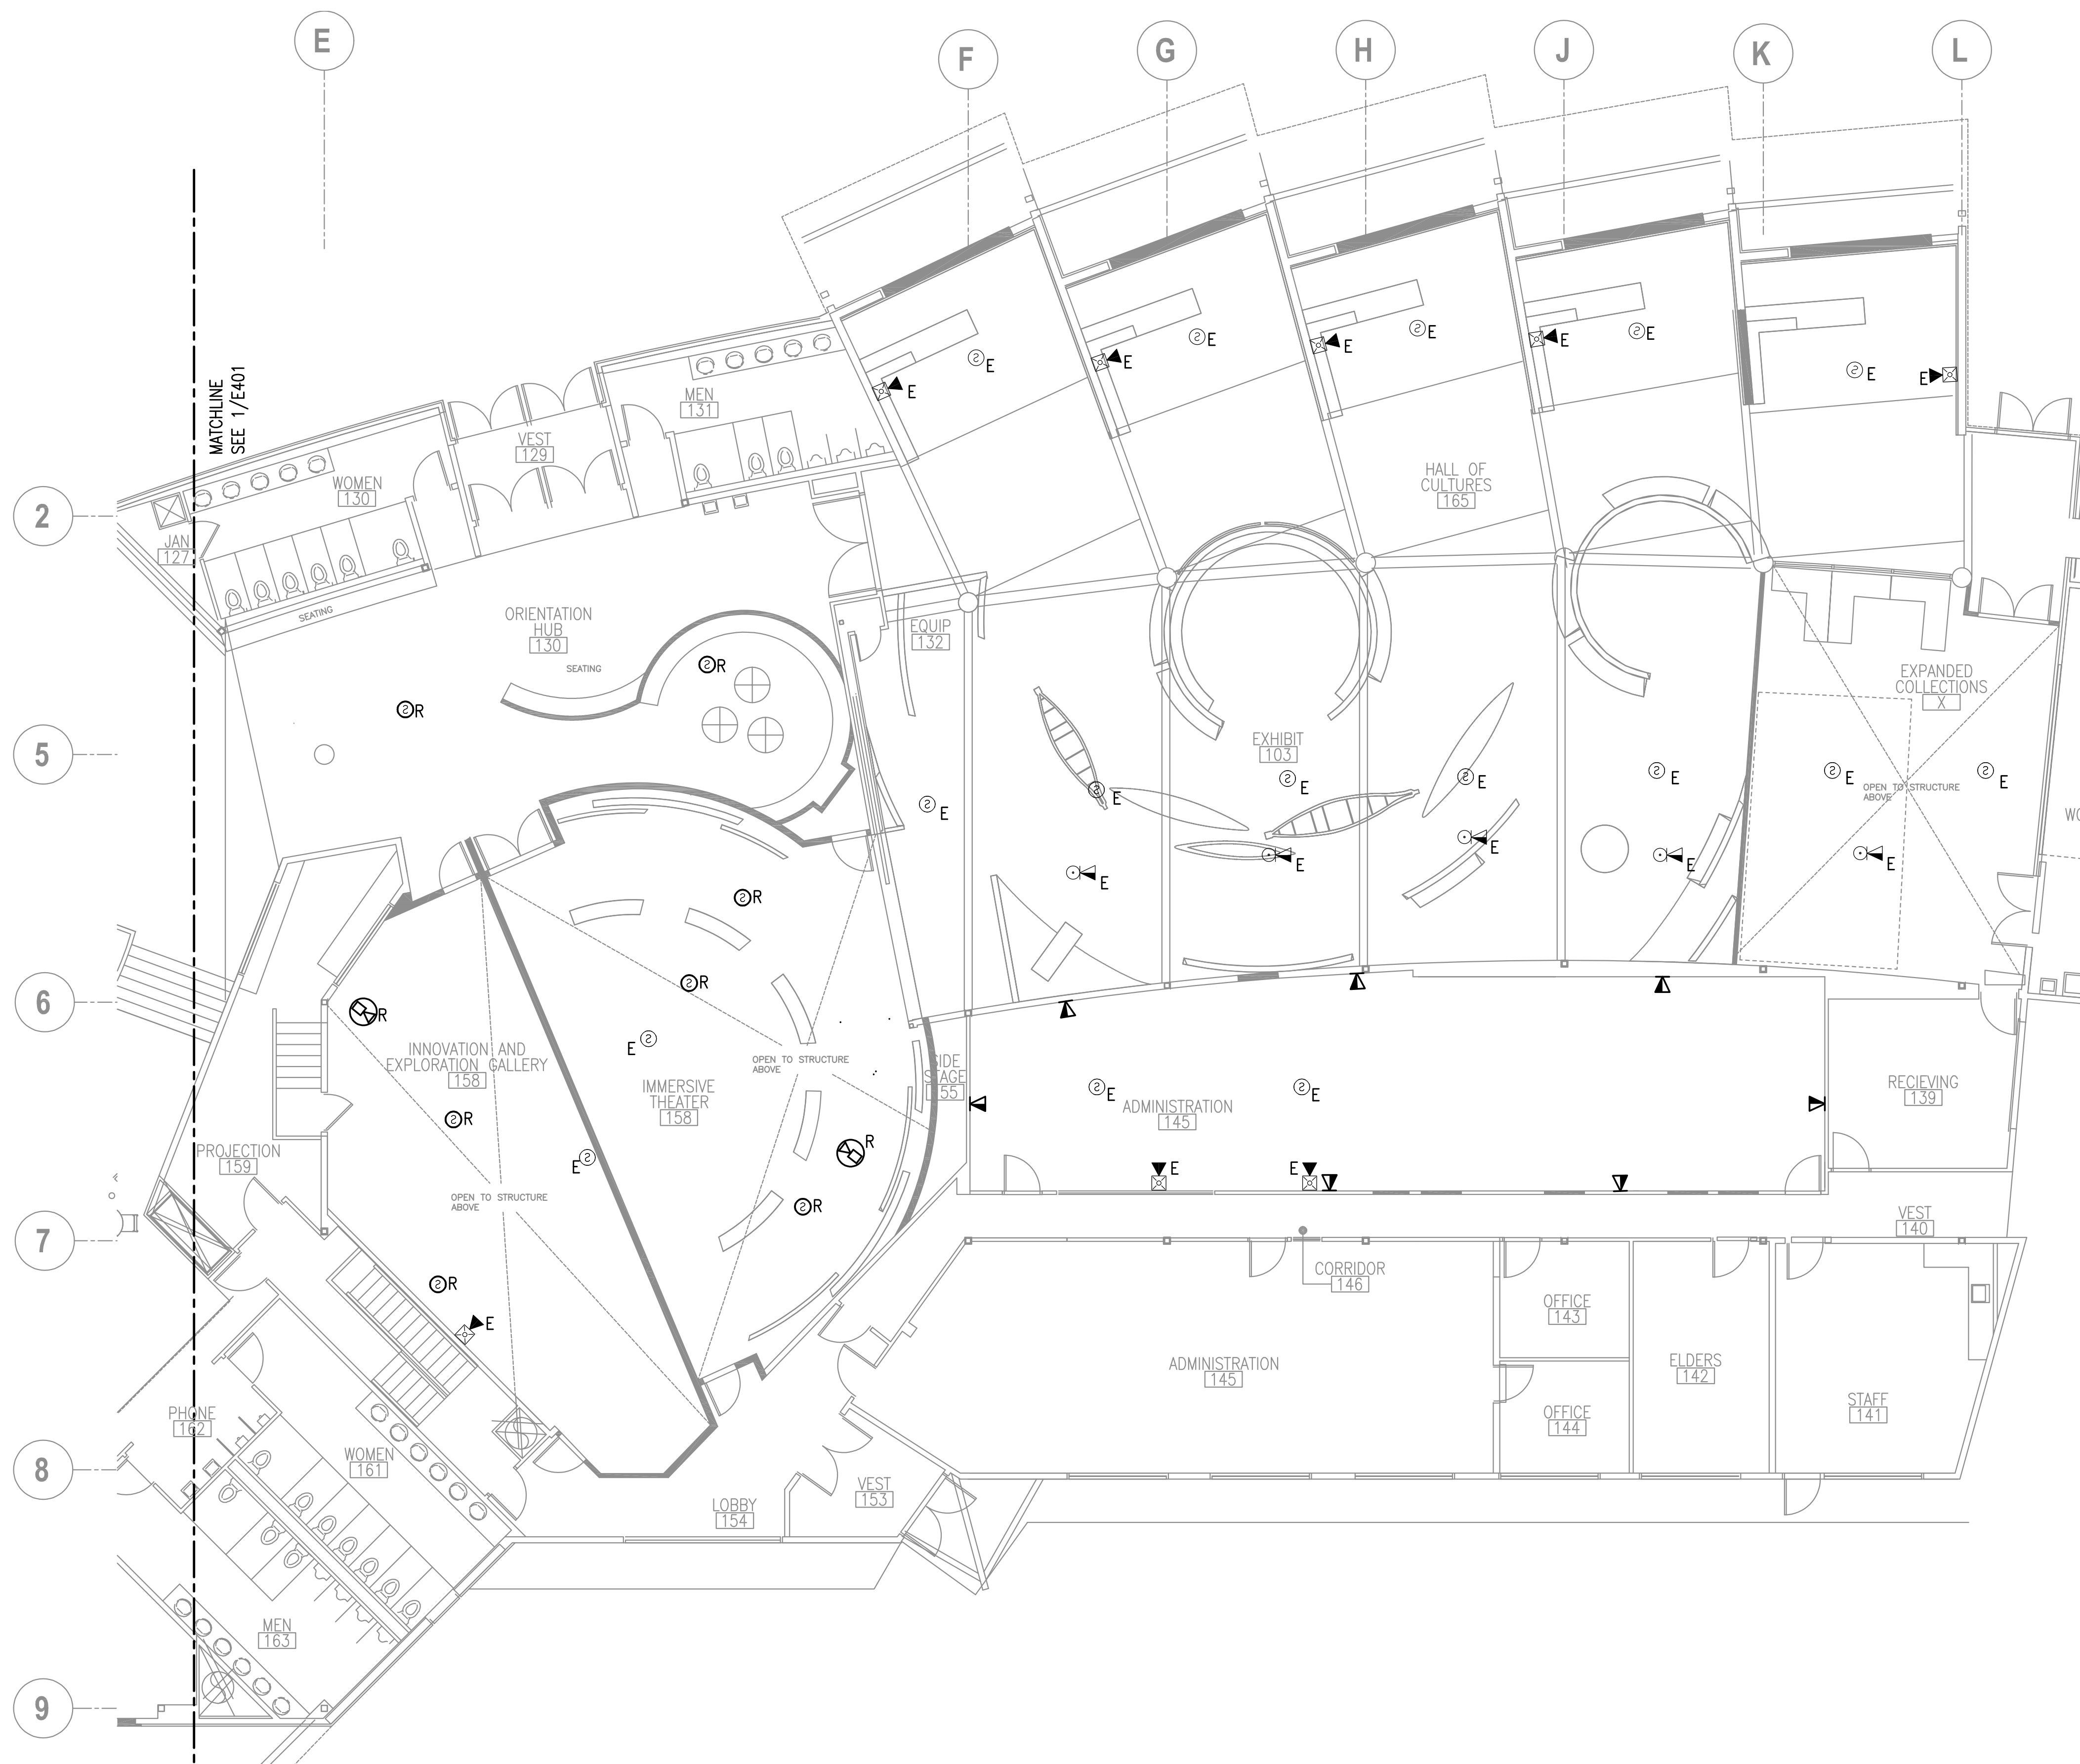 E
F
G
H
J
K
L
2
5
6
7
8
9
MATCHLINE
SEE 1/E401
MEN
131
VEST
129
WOMEN
130
JAN
127
SEATING
ORIENTATION
HUB
130
SEATING
R
R
EQUIP
132
E
E
E
E
E
E
E
E
E
E
HALL OF
CULTURES
165
EXHIBIT
103
EXPANDED
COLLECTIONS
X
OPEN TO STRUCTURE
ABOVE
WO
E
E
E
E
E
E
E
E
E
E
E
E
R
R
R
INNOVATION AND
EXPLORATION GALLERY
158
E
OPEN TO STRUCTURE
ABOVE
IMMERSIVE
THEATER
158
SIDE
STAGE
155
R
R
E
R
R
E
PROJECTION
159
OPEN TO STRUCTURE
ABOVE
E
E
ADMINISTRATION
145
E
E
RECIEVING
139
VEST
140
CORRIDOR
146
OFFICE
143
ELDERS
142
ADMINISTRATION
145
OFFICE
144
STAFF
141
PHONE
162
WOMEN
161
LOBBY
154
VEST
153
MEN
163